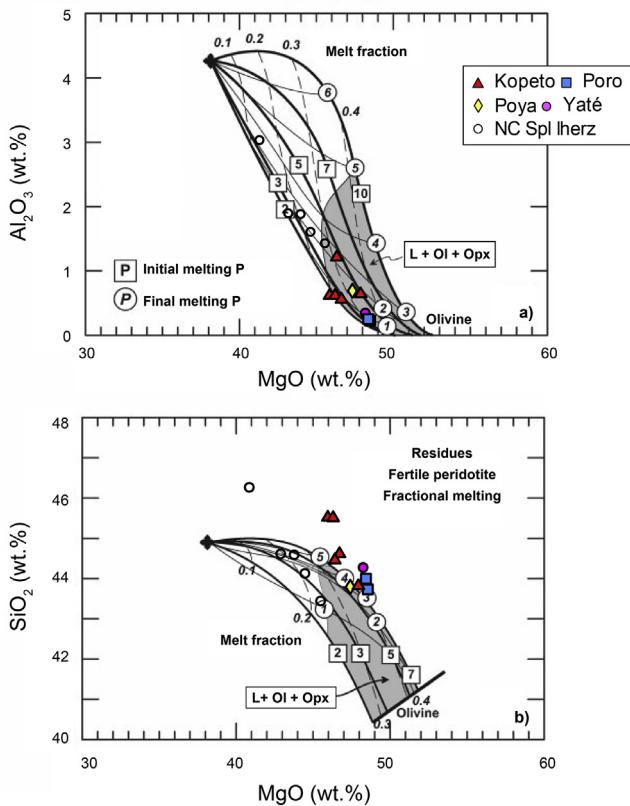 5
4
3
2
1
0
Al2O3 (wt.%)
0.1
0.2
0.3
0.4
Melt fraction
Kopeto
Poro
Poya
Yaté
NC Spl lherz
6
5
5
7
3
10
2
4
L + Ol + Opx
P Initial melting P
P Final melting P
2
3
1
Olivine
a)
30
40
50
60
MgO (wt.%)
48
46
44
42
40
SiO2 (wt.%)
Residues
Fertile peridotite
Fractional melting
5
4
3
1
2
0.1
0.2
Melt fraction
2
3
5
7
L+ Ol + Opx
0.4
Olivine
0.3
b)
30
40
50
60
MgO (wt.%)